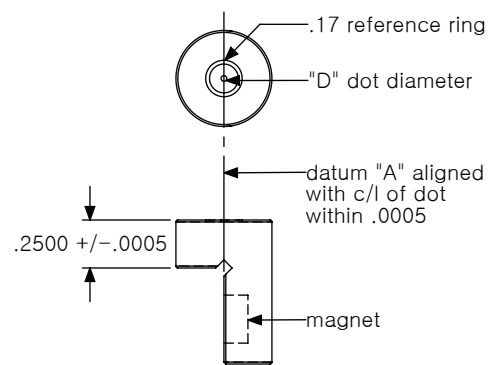 .17 reference ring
"D" dot diameter
datum "A" aligned
with c/l of dot
within .0005
.2500 +/-.0005
magnet